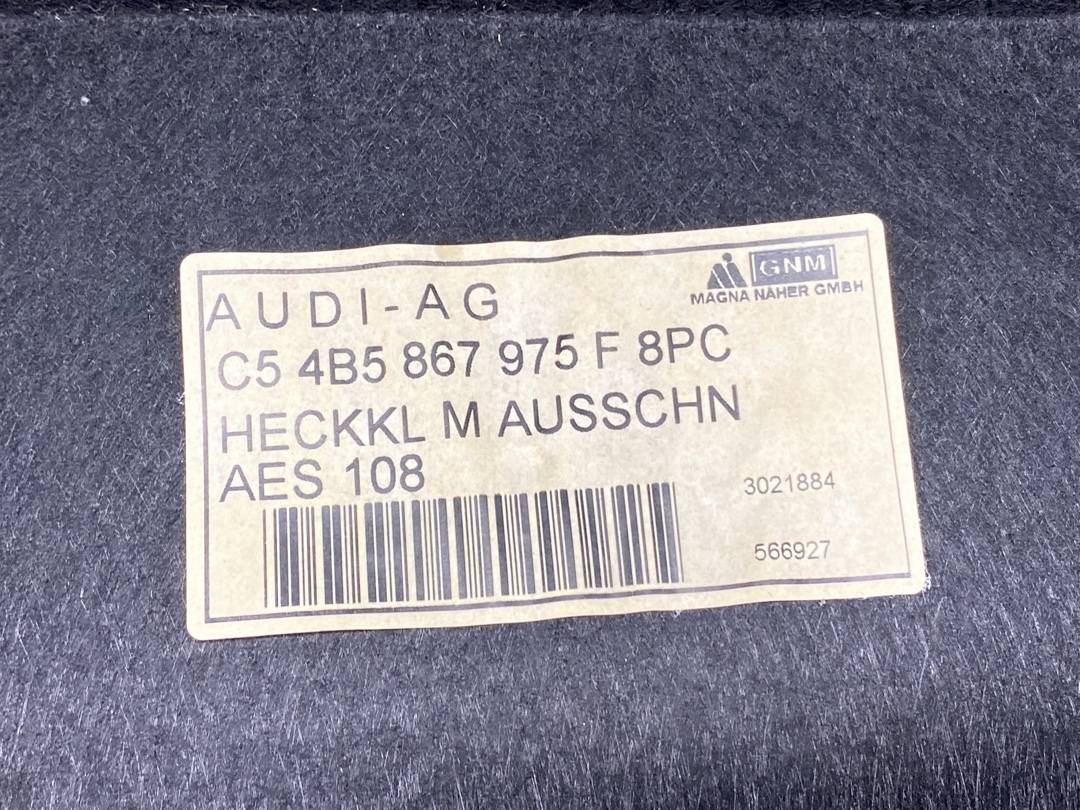 GNM
MAGNA NÄHER GMBH
AUDI-AG
C5 4B5 867 975 F 8PC
HECKKL M AUSSCHN
AES 108
3021884
566927